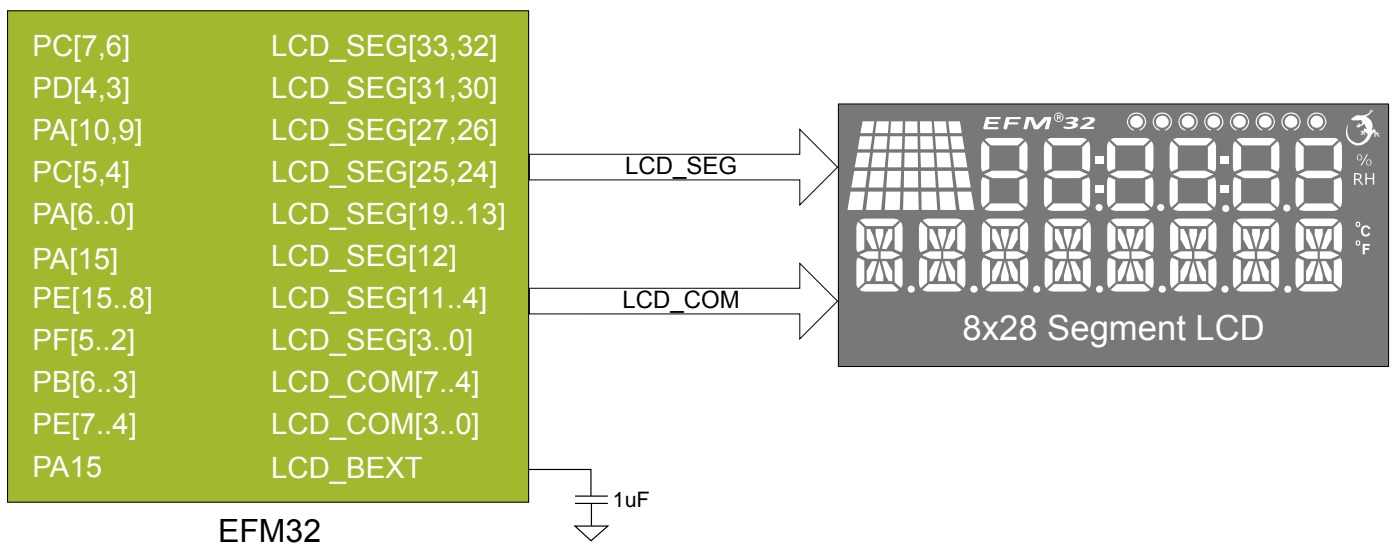 PC[7,6] LCD_SEG[33,32]
PD[4,3] LCD_SEG[31,30]
PA[10,9] LCD_SEG[27,26]
PC[5,4] LCD_SEG[25,24]
PA[6..0] LCD_SEG[19..13]
PA[15] LCD_SEG[12]
PE[15..8] LCD_SEG[11..4]
PF[5..2] LCD_SEG[3..0]
PB[6..3] LCD_COM[7..4]
PE[7..4] LCD_COM[3..0]
PA15 LCD_BEXT
EFM32
1uF
LCD_SEG
LCD_COM
EFM®32
%
RH
°C
°F
8x28 Segment LCD